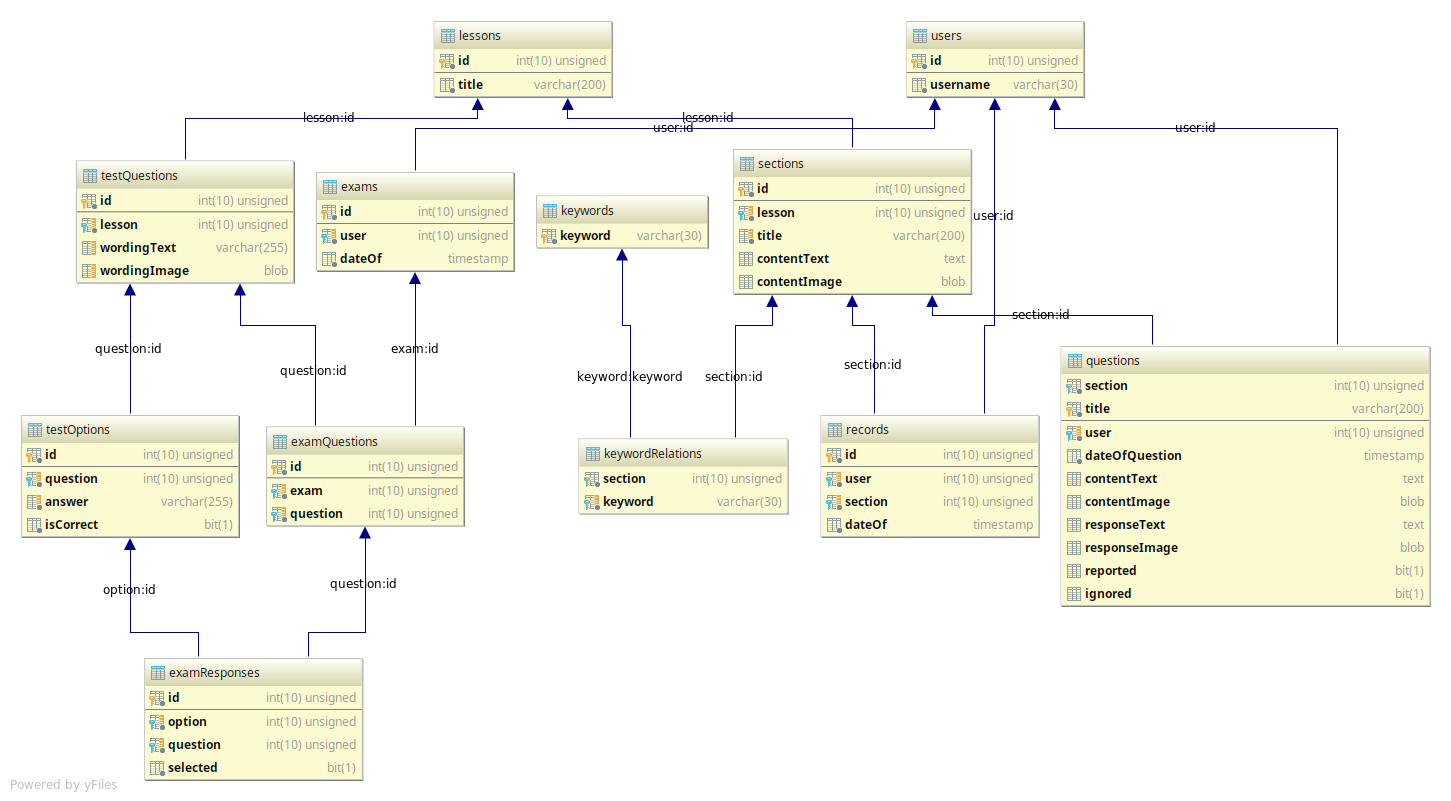 lessons
id int(10) unsigned
title varchar(200)
users
id int(10) unsigned
username varchar(30)
lesson:id
lesson:id
user:id
user:id
testQuestions
id int(10) unsigned
lesson int(10) unsigned
wordingText varchar(255)
wordingImage blob
exams
id int(10) unsigned
user int(10) unsigned
dateOf timestamp
keywords
keyword varchar(30)
sections
id int(10) unsigned
lesson int(10) unsigned
title varchar(200)
contentText text
contentImage blob
user:id
section:id
question:id
question:id
exam:id
keyword:keyword
section:id
section:id
questions
section int(10) unsigned
title varchar(200)
user int(10) unsigned
dateOfQuestion timestamp
contentText text
contentImage blob
responseText text
responseImage blob
reported bit(1)
ignored bit(1)
testOptions
id int(10) unsigned
question int(10) unsigned
answer varchar(255)
isCorrect bit(1)
examQuestions
id int(10) unsigned
exam int(10) unsigned
question int(10) unsigned
keywordRelations
section int(10) unsigned
keyword varchar(30)
records
id int(10) unsigned
user int(10) unsigned
section int(10) unsigned
dateOf timestamp
option:id
question:id
examResponses
id int(10) unsigned
option int(10) unsigned
question int(10) unsigned
selected bit(1)
Powered by yFiles